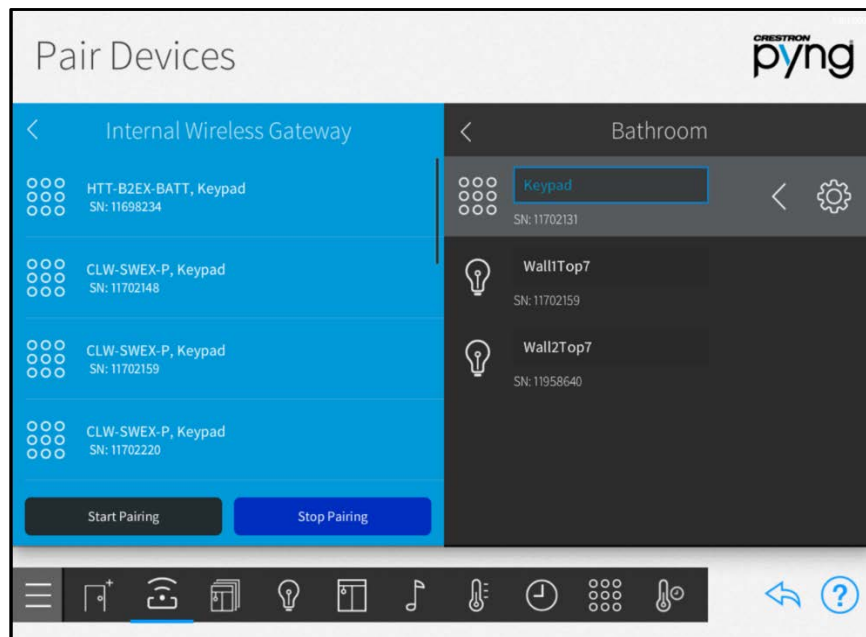 Pair Devices
CRESTRON
pyng
Internal Wireless Gateway
HTT-B2EX-BATT, Keypad
SN: 11698234
CLW-SWEX-P, Keypad
SN: 11702148
CLW-SWEX-P, Keypad
SN: 11702159
CLW-SWEX-P, Keypad
SN: 11702220
Start Pairing
Stop Pairing
Bathroom
Keypad
SN: 11702131
Wall1Top7
SN: 11702159
Wall2Top7
SN: 11958640
?